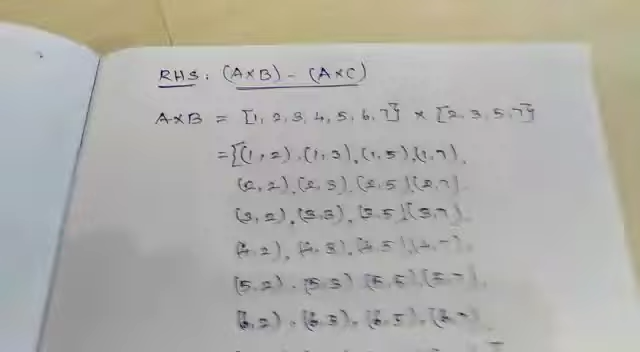 RHS: (A×B) - (A×C)
A×B = {1, 2, 3, 4, 5, 6, 7} × {2, 3, 5, 7}
= {(1, 2), (1, 3), (1, 5), (1, 7),
(2, 2), (2, 3), (2, 5), (2, 7),
(3, 2), (3, 3), (3, 5), (3, 7),
(4, 2), (4, 3), (4, 5), (4, 7),
(5, 2), (5, 3), (5, 5), (5, 7),
(6, 2), (6, 3), (6, 5), (6, 7),